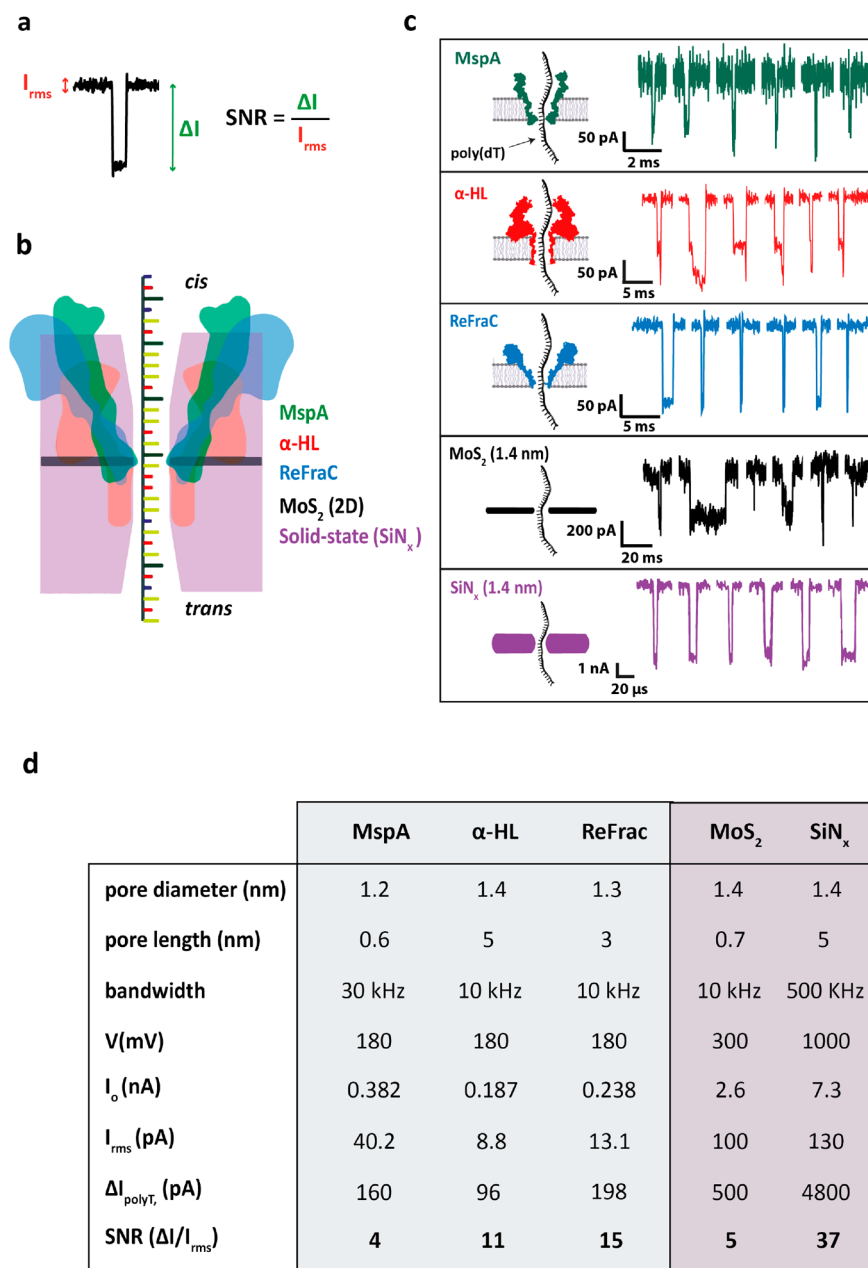 a
I_rms
ΔI
SNR = ΔI / I_rms
b
cis
MspA
α-HL
ReFraC
MoS₂ (2D)
Solid-state (SiNₓ)
trans
c
MspA
poly(dT)
50 pA
2 ms
α-HL
50 pA
5 ms
ReFraC
50 pA
5 ms
MoS₂ (1.4 nm)
200 pA
20 ms
SiNₓ (1.4 nm)
1 nA
20 µs
d
MspA α-HL ReFrac MoS₂ SiNₓ
pore diameter (nm) 1.2 1.4 1.3 1.4 1.4
pore length (nm) 0.6 5 3 0.7 5
bandwidth 30 kHz 10 kHz 10 kHz 10 kHz 500 KHz
V(mV) 180 180 180 300 1000
I_o (nA) 0.382 0.187 0.238 2.6 7.3
I_rms (pA) 40.2 8.8 13.1 100 130
ΔI_polyT, (pA) 160 96 198 500 4800
SNR (ΔI/I_rms) 4 11 15 5 37